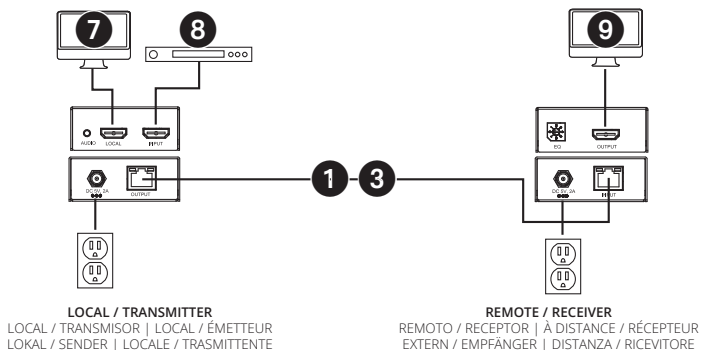 7
8
9
AUDIO LOCAL INPUT
EQ OUTPUT
DC 5V, 2A
OUTPUT
1 3
DC 5V, 2A
INPUT
LOCAL / TRANSMITTER
LOCAL / TRANSMISOR | LOCAL / ÉMETTEUR
LOKAL / SENDER | LOCALE / TRASMITTENTE
REMOTE / RECEIVER
REMOTO / RECEPTOR | À DISTANCE / RÉCEPTEUR
EXTERN / EMPFÄNGER | DISTANZA / RICEVITORE